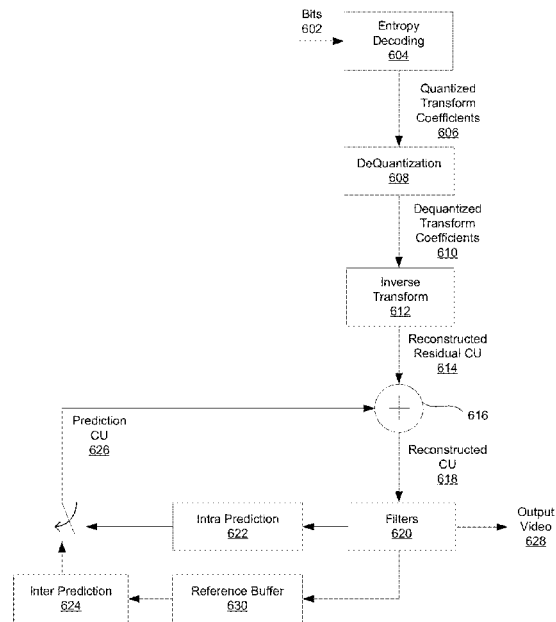 Bits
602
Entropy
Decoding
604
Quantized
Transform
Coefficients
606
DeQuantization
608
Dequantized
Transform
Coefficients
610
Inverse
Transform
612
Reconstructed
Residual CU
614
616
Prediction
CU
626
Reconstructed
CU
618
Intra Prediction
622
Filters
620
Output
Video
628
Inter Prediction
624
Reference Buffer
630